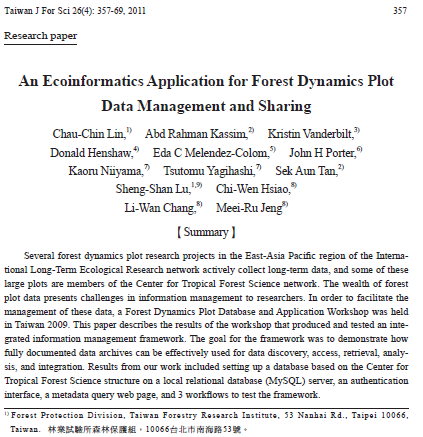 Taiwan J For Sci 26(4): 357-69, 2011 357
Research paper
An Ecoinformatics Application for Forest Dynamics Plot
Data Management and Sharing
Chau-Chin Lin,1) Abd Rahman Kassim,2) Kristin Vanderbilt,3)
Donald Henshaw,4) Eda C Melendez-Colom,5) John H Porter,6)
Kaoru Niiyama,7) Tsutomu Yagihashi,7) Sek Aun Tan,2)
Sheng-Shan Lu,1,9) Chi-Wen Hsiao,8)
Li-Wan Chang,8) Meei-Ru Jeng8)
【Summary】
Several forest dynamics plot research projects in the East-Asia Pacific region of the Interna-
tional Long-Term Ecological Research network actively collect long-term data, and some of these
large plots are members of the Center for Tropical Forest Science network. The wealth of forest
plot data presents challenges in information management to researchers. In order to facilitate the
management of these data, a Forest Dynamics Plot Database and Application Workshop was held
in Taiwan 2009. This paper describes the results of the workshop that produced and tested an inte-
grated information management framework. The goal for the framework was to demonstrate how
fully documented data archives can be effectively used for data discovery, access, retrieval, analy-
sis, and integration. Results from our work included setting up a database based on the Center for
Tropical Forest Science structure on a local relational database (MySQL) server, an authentication
interface, a metadata query web page, and 3 workflows to test the framework.
1) Forest Protection Division, Taiwan Forestry Research Institute, 53 Nanhai Rd., Taipei 10066,
Taiwan. 林業試驗所森林保護組，10066台北市南海路53號。